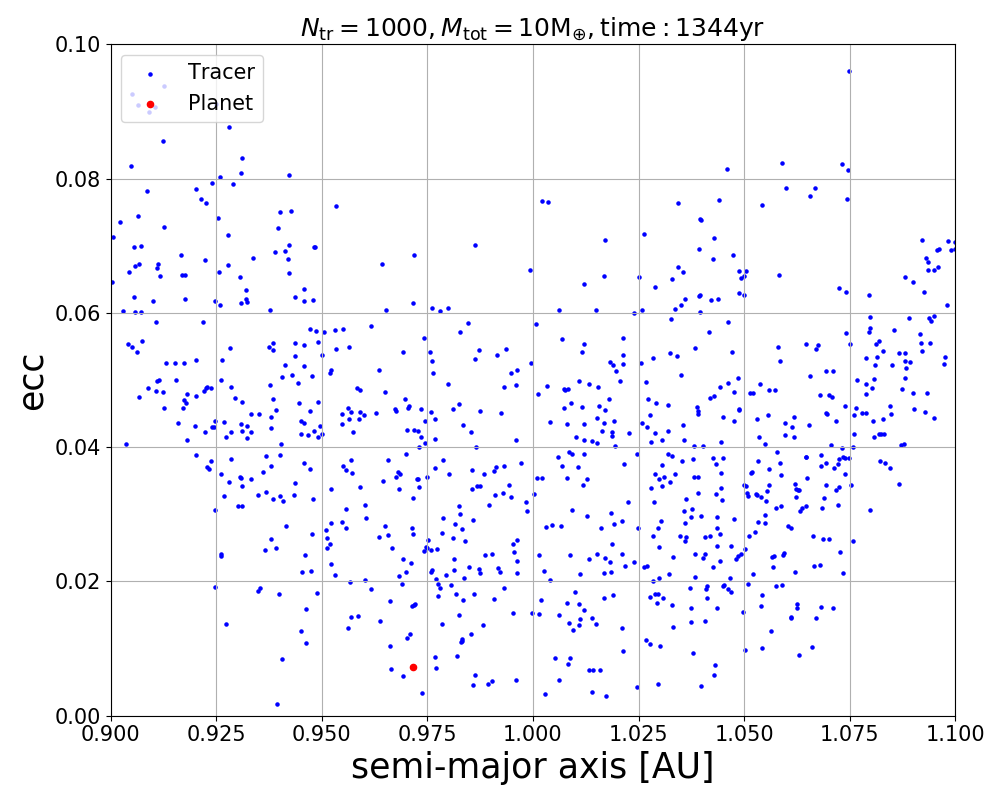 N_tr = 1000, M_tot = 10M_⊕, time : 1344yr
Tracer
Planet
ecc
0.10
0.08
0.06
0.04
0.02
0.00
0.900 0.925 0.950 0.975 1.000 1.025 1.050 1.075 1.100
semi-major axis [AU]